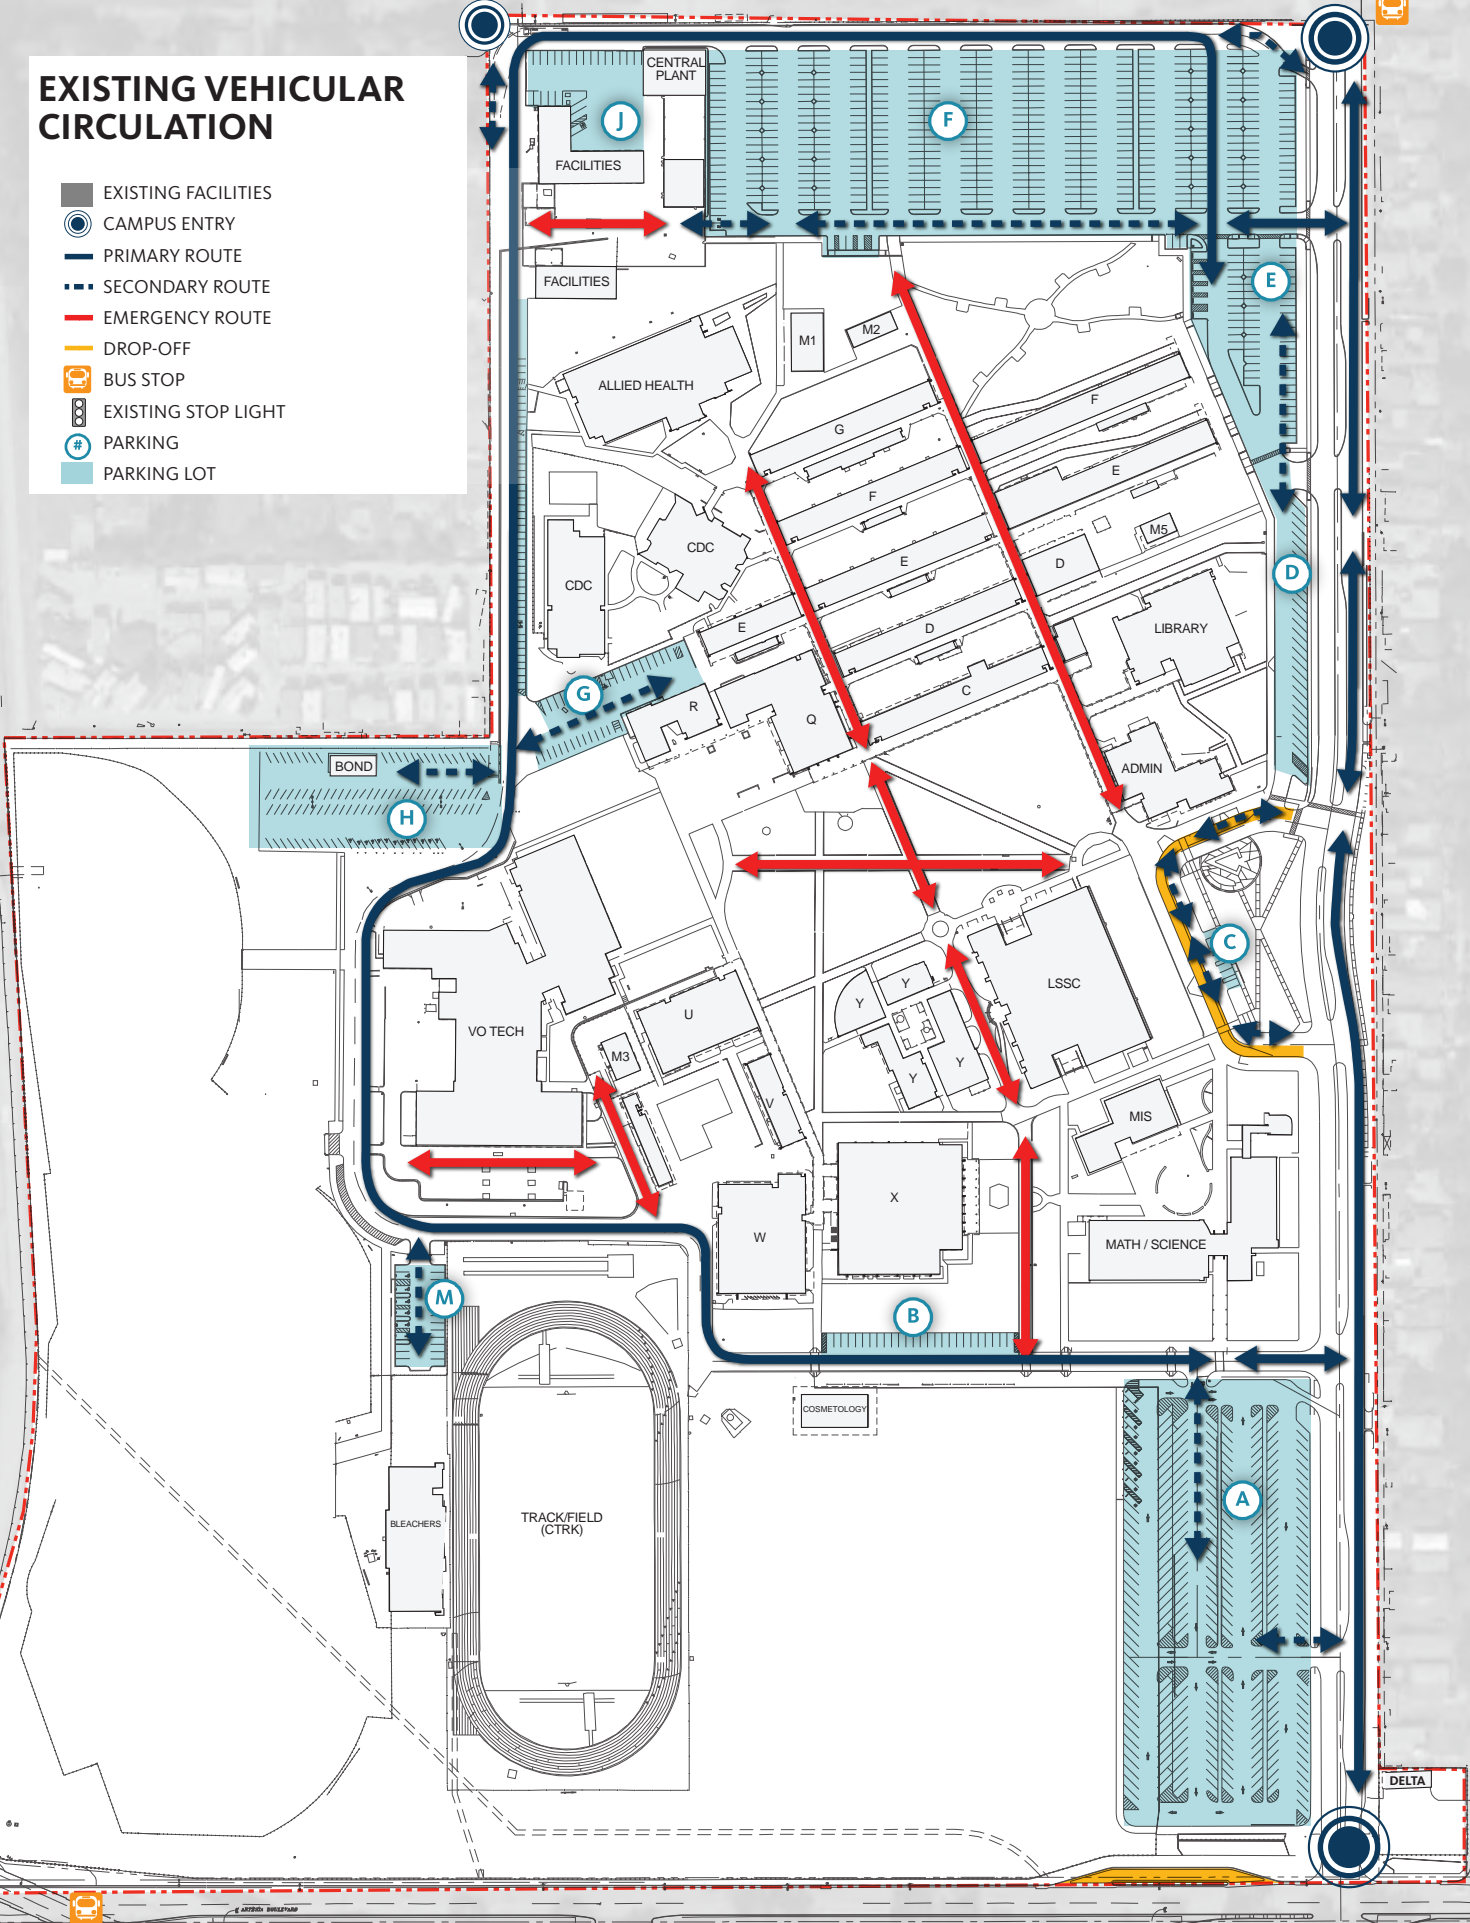 EXISTING VEHICULAR
CIRCULATION
EXISTING FACILITIES
CAMPUS ENTRY
PRIMARY ROUTE
SECONDARY ROUTE
EMERGENCY ROUTE
DROP-OFF
BUS STOP
EXISTING STOP LIGHT
#
PARKING
PARKING LOT
CENTRAL
PLANT
J
F
FACILITIES
FACILITIES
E
M1
M2
ALLIED HEALTH
F
G
E
F
M5
CDC
E
D
D
CDC
E
D
LIBRARY
G
C
R
Q
BOND
ADMIN
H
C
LSSC
Y
Y
U
VO TECH
M3
Y
Y
V
MIS
X
W
MATH / SCIENCE
M
B
COSMETOLOGY
A
TRACK/FIELD
(CTRK)
BLEACHERS
DELTA
ARTESIA BOULEVARD